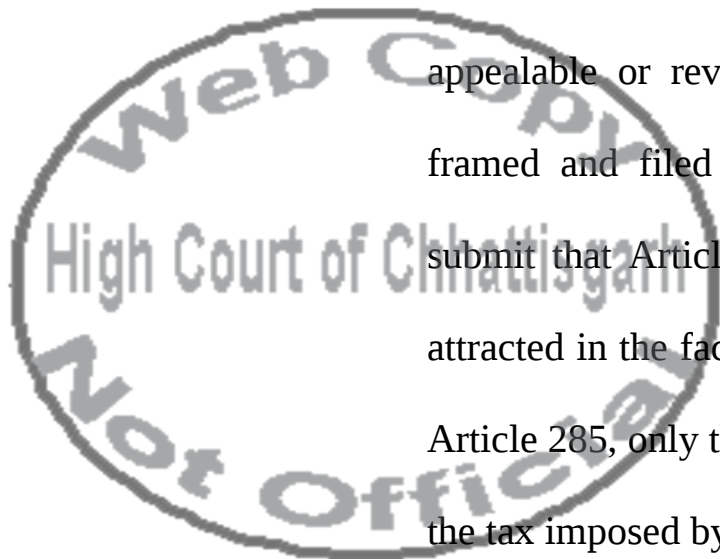 Web Copy
High Court of Chhattisgarh
Not Official
appealable or rev
framed and filed
submit that Articl
attracted in the fac
Article 285, only t
the tax imposed by